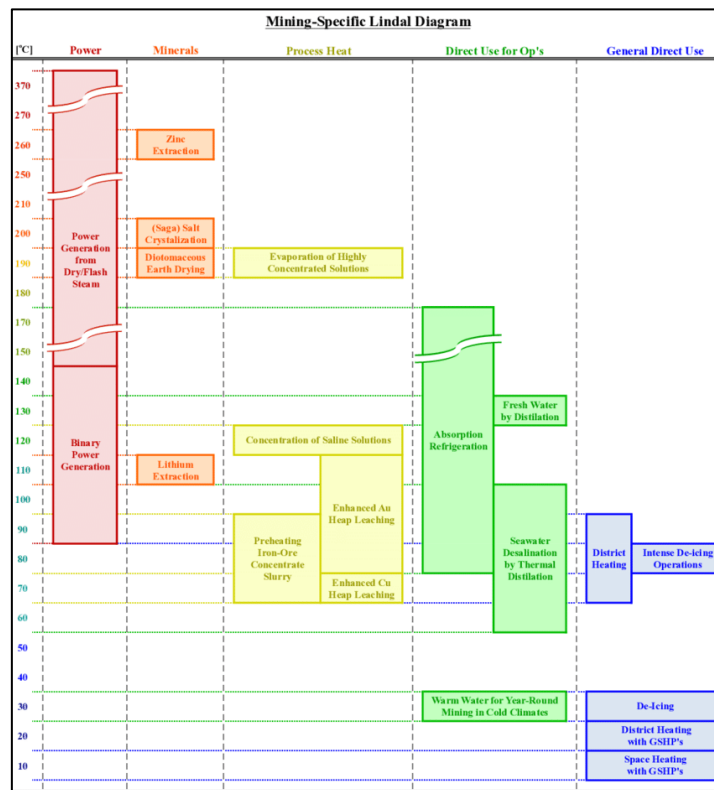 Mining-Specific Lindal Diagram
[°C]
Power
Minerals
Process Heat
Direct Use for Op's
General Direct Use
370
270
260
250
210
200
190
180
170
150
140
130
120
110
100
90
80
70
60
50
40
30
20
10
Power
Generation
from
Dry/Flash
Steam
Binary
Power
Generation
Zinc
Extraction
(Saga) Salt
Crystalization
Diotomaceous
Earth Drying
Lithium
Extraction
Evaporation of Highly
Concentrated Solutions
Concentration of Saline Solutions
Enhanced Au
Heap Leaching
Preheating
Iron-Ore
Concentrate
Slurry
Enhanced Cu
Heap Leaching
Absorption
Refrigeration
Fresh Water
by Distilation
Seawater
Desalination
by Thermal
Distilation
Warm Water for Year-Round
Mining in Cold Climates
District
Heating
Intense De-icing
Operations
De-Icing
District Heating
with GSHP's
Space Heating
with GSHP's